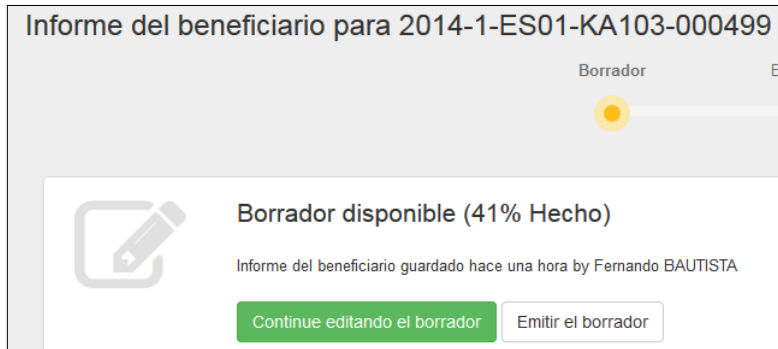 Informe del beneficiario para 2014-1-ES01-KA103-000499
Borrador
Borrador disponible (41% Hecho)
Informe del beneficiario guardado hace una hora by Fernando BAUTISTA
Continue editando el borrador Emitir el borrador